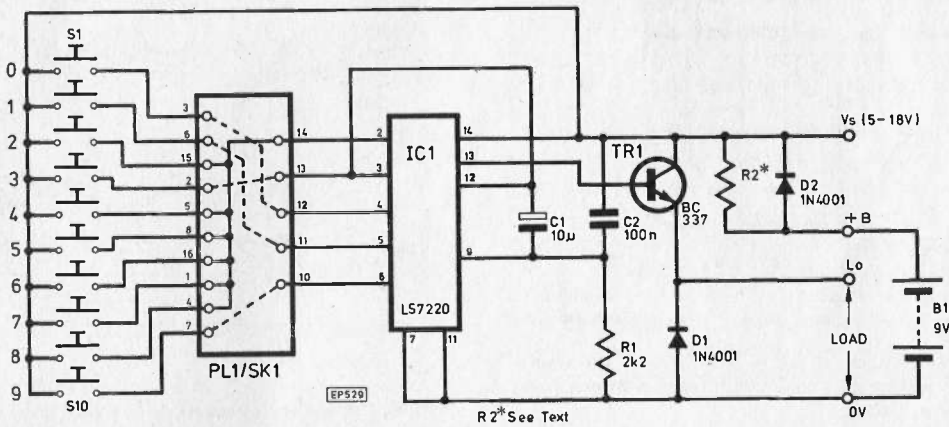 S1
0
1
2
3
4
5
6
7
8
9
S10
3
6
15
2
5
8
16
1
4
7
14
13
12
11
10
PL1/SK1
EP529
2
3
4
5
6
IC1
LS7220
7
11
14
13
12
9
C1
10µ
C2
100n
R1
2k2
TR1
BC
337
D1
1N4001
R2*
D2
1N4001
Vs (5-18V)
+B
Lo
LOAD
0V
B1
9V
R2* See Text